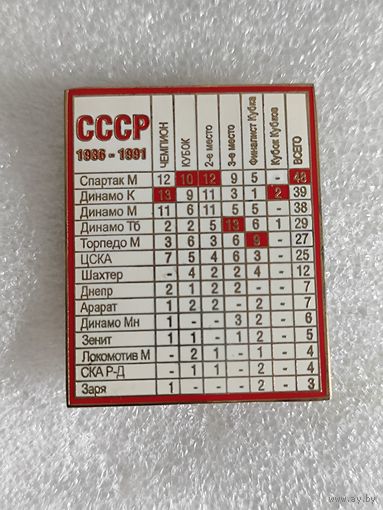 СССР
1936 - 1991
ЧЕМПИОН КУБОК 2-е место 3-е место Финалист Кубка Кубок Кубков ВСЕГО
Спартак М 12 10 12 9 5 - 48
Динамо К 13 9 11 3 1 2 39
Динамо М 11 6 11 5 5 - 38
Динамо Тб 2 2 5 13 6 1 29
Торпедо М 3 6 3 6 9 - 27
ЦСКА 7 5 4 6 3 - 25
Шахтер - 4 2 2 4 - 12
Днепр 2 1 2 2 - - 7
Арарат 1 2 2 - 2 - 7
Динамо Мн 1 - - 3 2 - 6
Зенит 1 1 - 1 2 - 5
Локомотив М - 2 1 - 1 - 4
СКА Р-Д - 1 1 - 2 - 4
Заря 1 - - - 2 - 3
www.ay.by